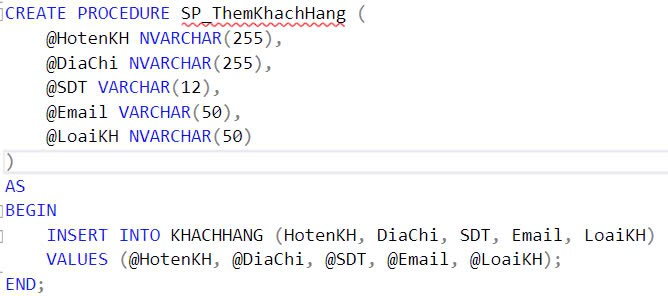 CREATE PROCEDURE SP_ThemKhachHang (
    @HotenKH NVARCHAR(255),
    @DiaChi NVARCHAR(255),
    @SDT VARCHAR(12),
    @Email VARCHAR(50),
    @LoaiKH NVARCHAR(50)
)
AS
BEGIN
    INSERT INTO KHACHHANG (HotenKH, DiaChi, SDT, Email, LoaiKH)
    VALUES (@HotenKH, @DiaChi, @SDT, @Email, @LoaiKH);
END;